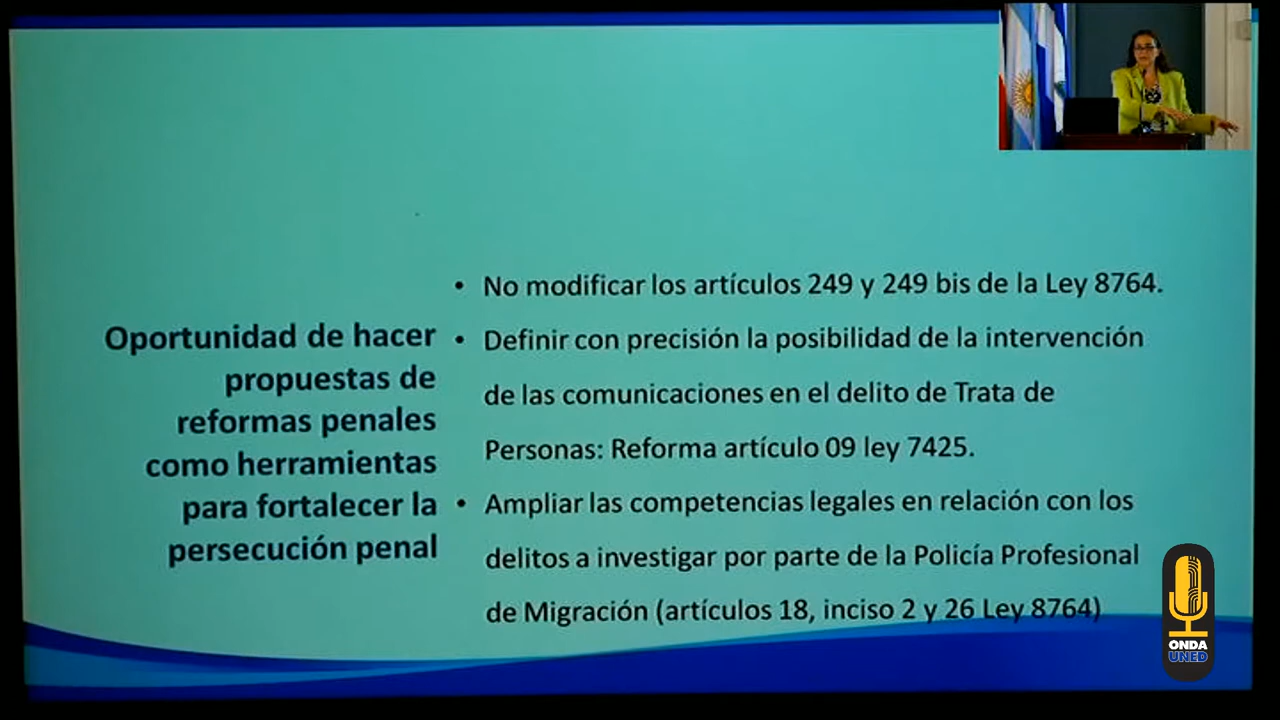 Oportunidad de hacer
propuestas de
reformas penales
como herramientas
para fortalecer la
persecución penal
• No modificar los artículos 249 y 249 bis de la Ley 8764.
• Definir con precisión la posibilidad de la intervención
de las comunicaciones en el delito de Trata de
Personas: Reforma artículo 09 ley 7425.
• Ampliar las competencias legales en relación con los
delitos a investigar por parte de la Policía Profesional
de Migración (artículos 18, inciso 2 y 26 Ley 8764)
ONDA
UNED